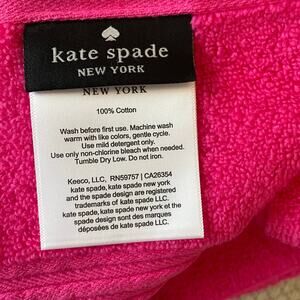 kate spade
NEW YORK
NEW YORK
100% Cotton
Wash before first use. Machine wash
warm with like colors, gentle cycle.
Use mild detergent only.
Use only non-chlorine bleach when needed.
Tumble Dry Low. Do not iron.
Keeco, LLC, RN59757 | CA26354
kate spade, kate spade new york
and the spade design are registered
trademarks of kate spade, LLC.
kate spade, kate spade new york et the
spade design sont des marques
déposées de kate spade, LLC.